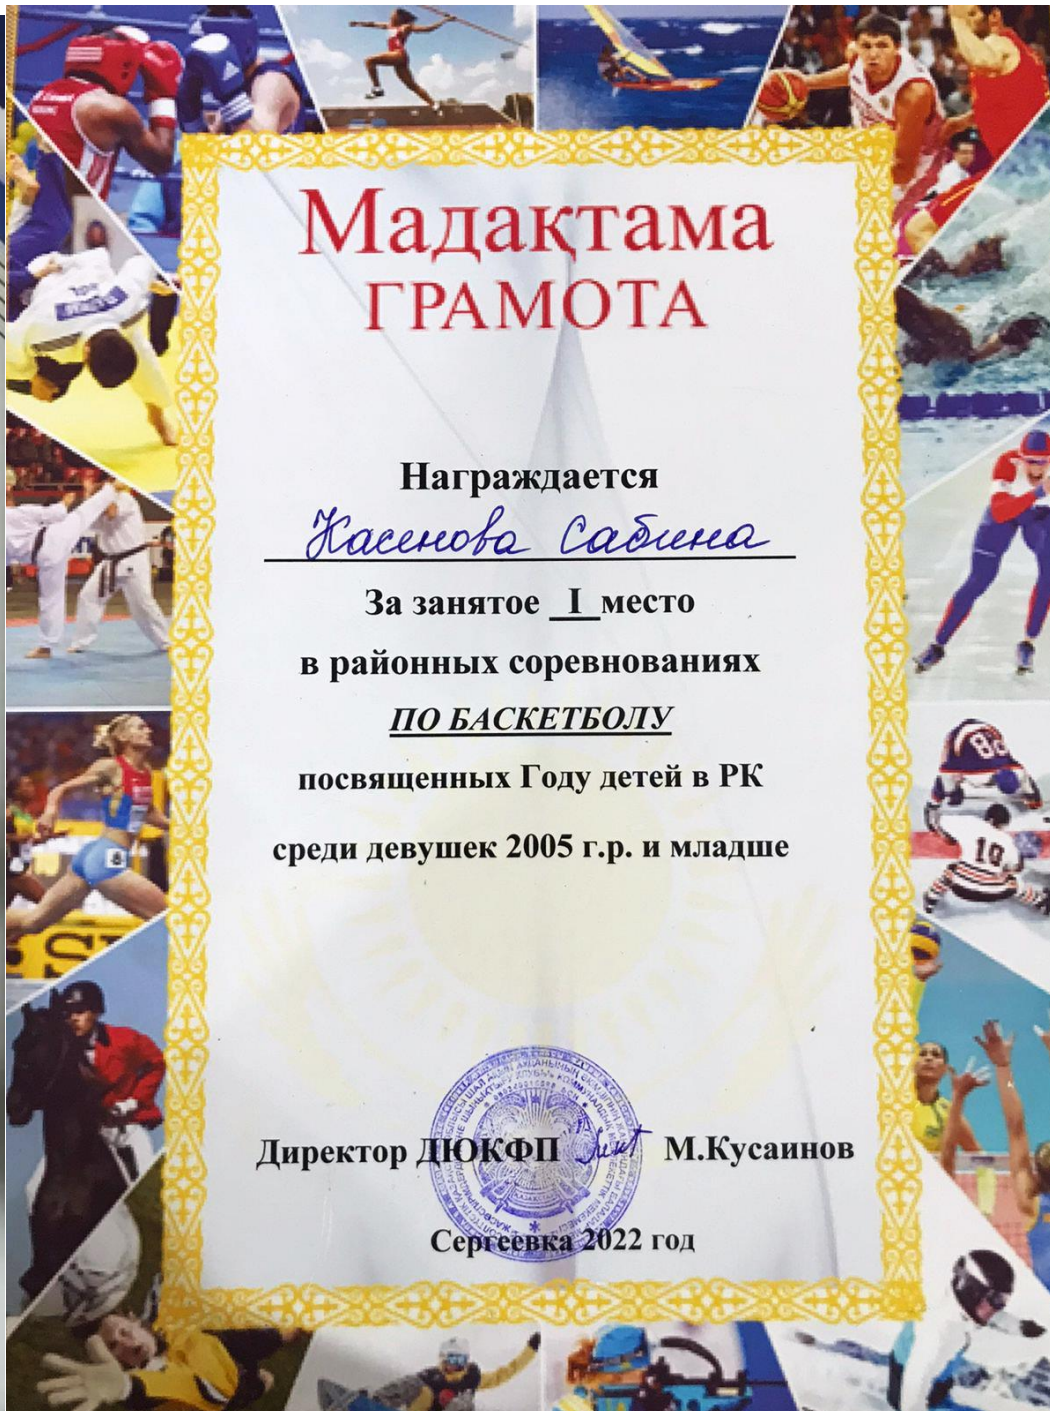 Мадақтама
ГРАМОТА
Награждается
Касенова Сабина
За занятое I место
в районных соревнованиях
ПО БАСКЕТБОЛУ
посвященных Году детей в РК
среди девушек 2005 г.р. и младше
Директор ДЮКФП М.Кусаинов
Сергеевка 2022 год